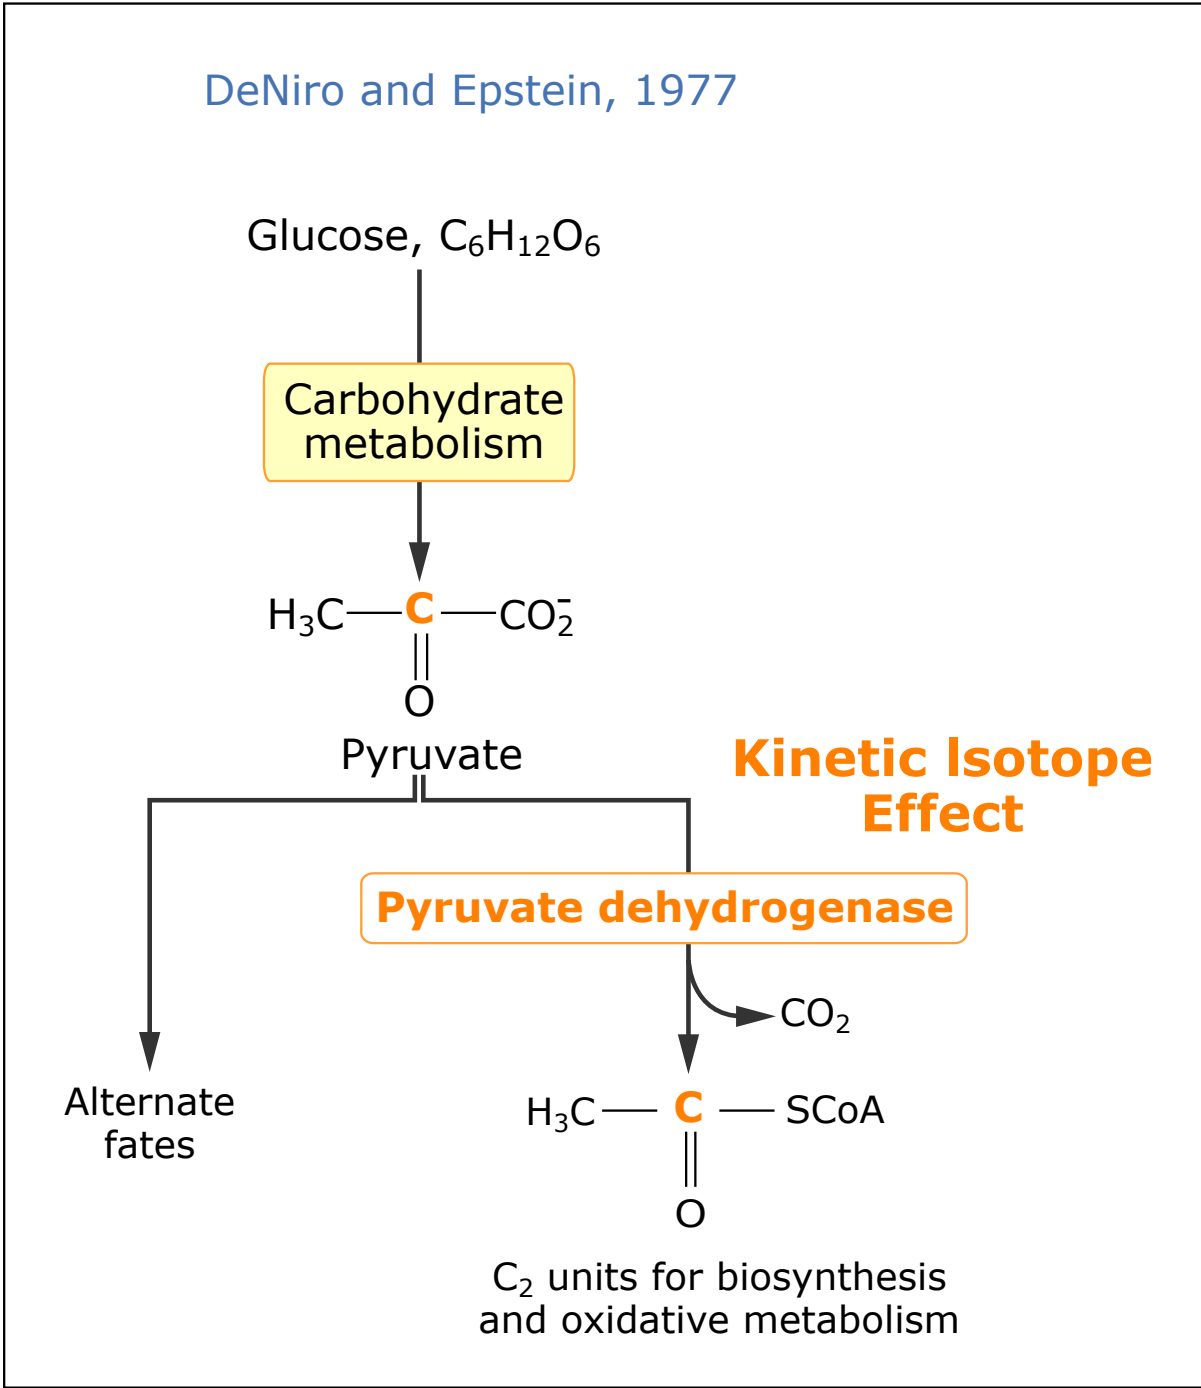 DeNiro and Epstein, 1977
Glucose, C₆H₁₂O₆
Carbohydrate
metabolism
H₃C — C — CO₂⁻
O
Pyruvate
Kinetic Isotope
Effect
Pyruvate dehydrogenase
CO₂
Alternate
fates
H₃C — C — SCoA
O
C₂ units for biosynthesis
and oxidative metabolism